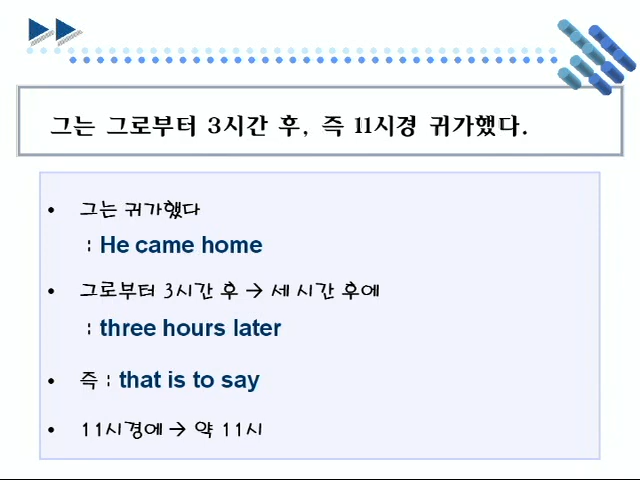 그는 그로부터 3시간 후, 즉 11시경 귀가했다.
• 그는 귀가했다
: He came home
• 그로부터 3시간 후 → 세 시간 후에
: three hours later
• 즉 : that is to say
• 11시경에 → 약 11시